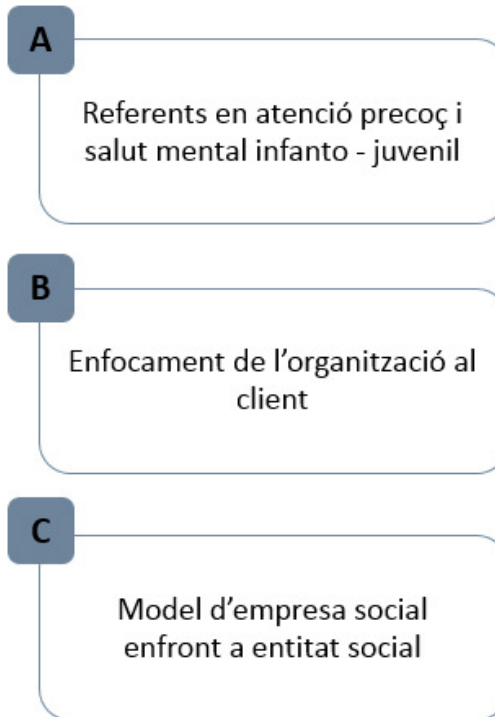 A
Referents en atenció precoç i
salut mental infanto - juvenil
B
Enfocament de l’organització al
client
C
Model d’empresa social
enfront a entitat social